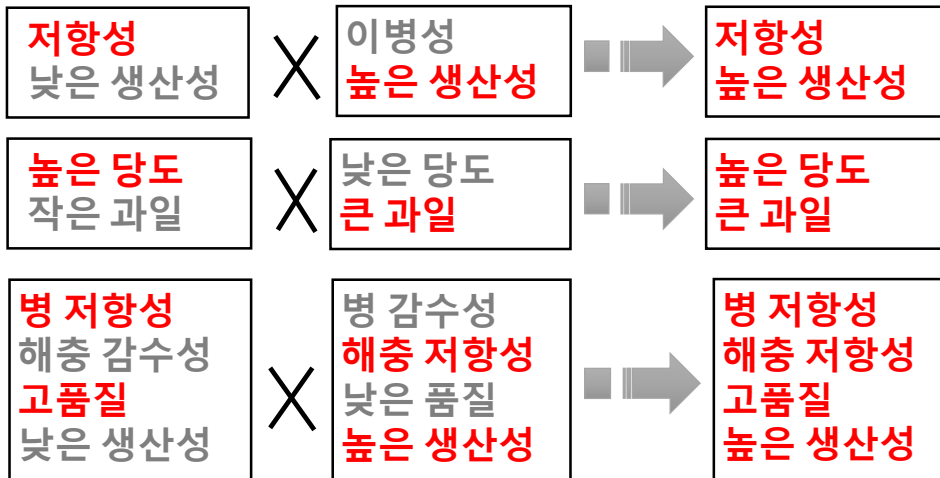 저항성
낮은 생산성
이병성
높은 생산성
저항성
높은 생산성
높은 당도
작은 과일
낮은 당도
큰 과일
높은 당도
큰 과일
병 저항성
해충 감수성
고품질
낮은 생산성
병 감수성
해충 저항성
낮은 품질
높은 생산성
병 저항성
해충 저항성
고품질
높은 생산성